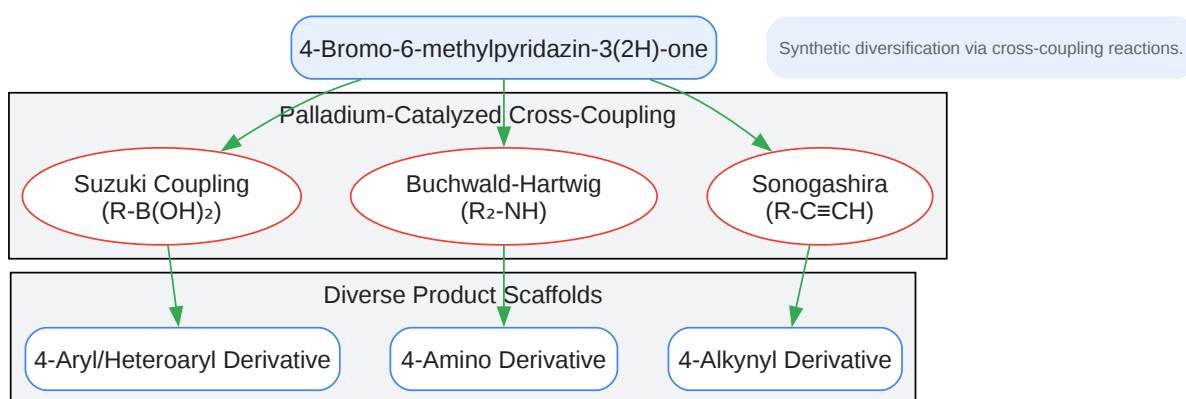 4-Bromo-6-methylpyridazin-3(2H)-one
Synthetic diversification via cross-coupling reactions.
Palladium-Catalyzed Cross-Coupling
Suzuki Coupling
(R-B(OH)₂)
Buchwald-Hartwig
(R₂-NH)
Sonogashira
(R-C≡CH)
Diverse Product Scaffolds
4-Aryl/Heteroaryl Derivative
4-Amino Derivative
4-Alkynyl Derivative